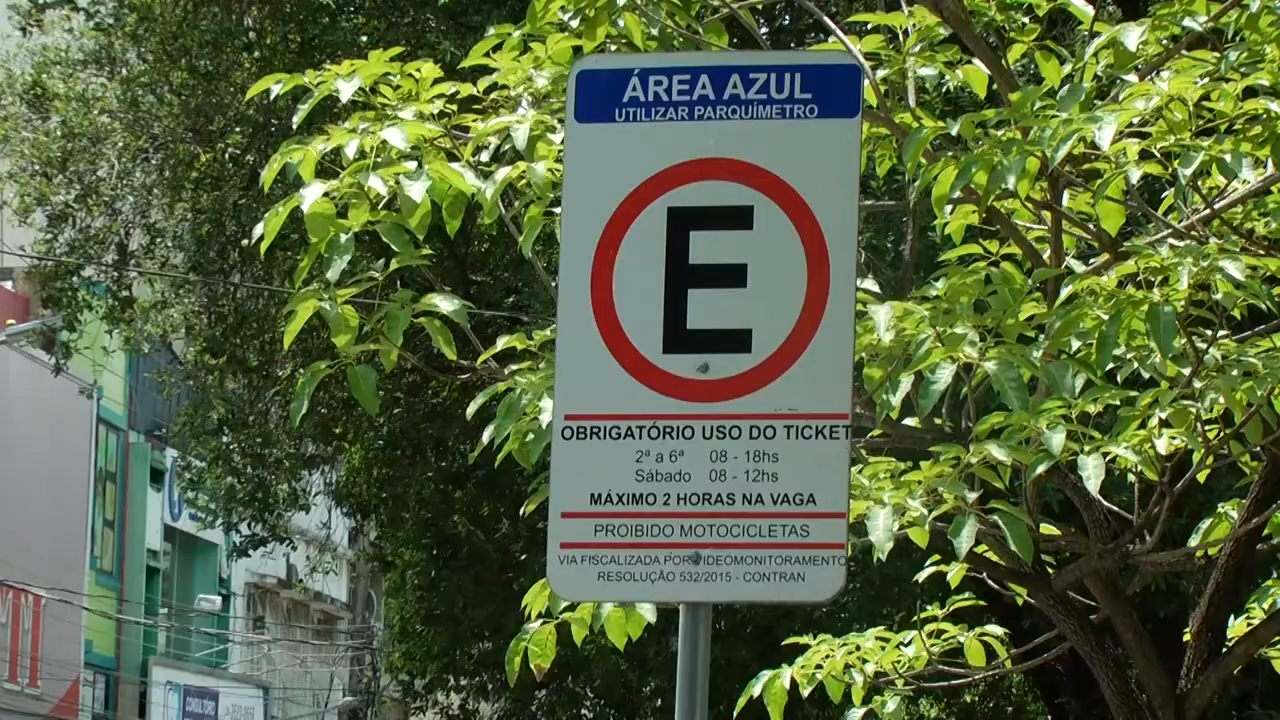 ÁREA AZUL
UTILIZAR PARQUÍMETRO
E
OBRIGATÓRIO USO DO TICKET
2ª a 6ª 08 - 18hs
Sábado 08 - 12hs
MÁXIMO 2 HORAS NA VAGA
PROIBIDO MOTOCICLETAS
VIA FISCALIZADA POR VIDEOMONITORAMENTO
RESOLUÇÃO 532/2015 - CONTRAN
CONSULTÓRIO